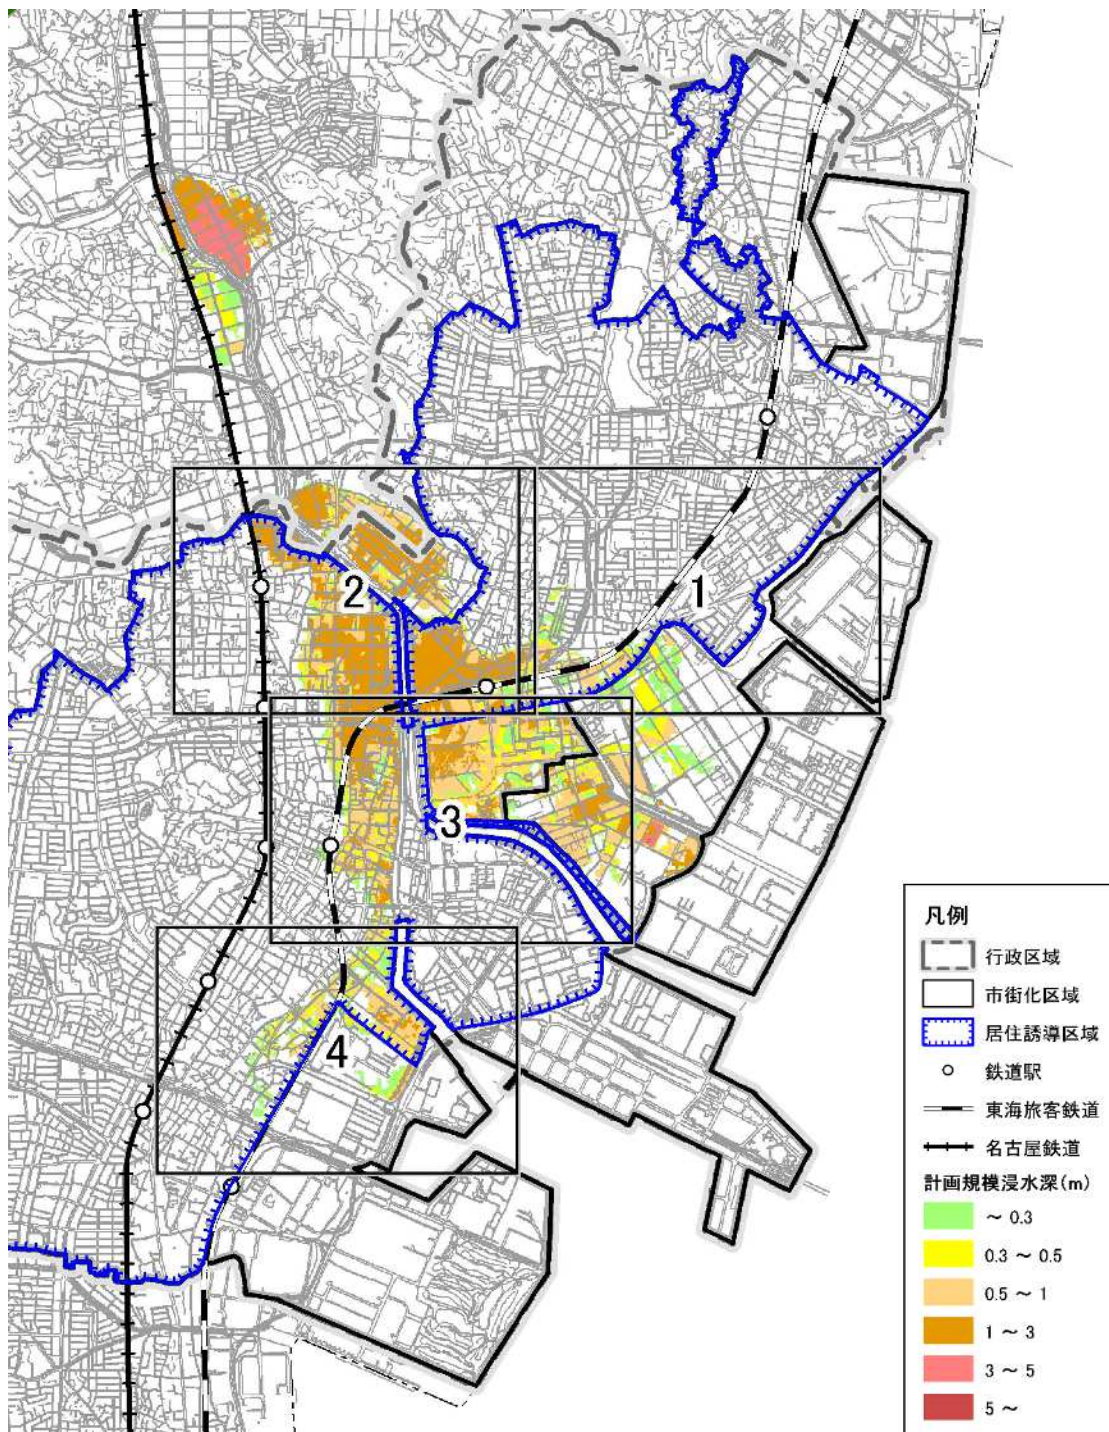 1
2
3
4
凡例
行政区域
市街化区域
居住誘導区域
鉄道駅
東海旅客鉄道
名古屋鉄道
計画規模浸水深(m)
～ 0.3
0.3 ～ 0.5
0.5 ～ 1
1 ～ 3
3 ～ 5
5 ～